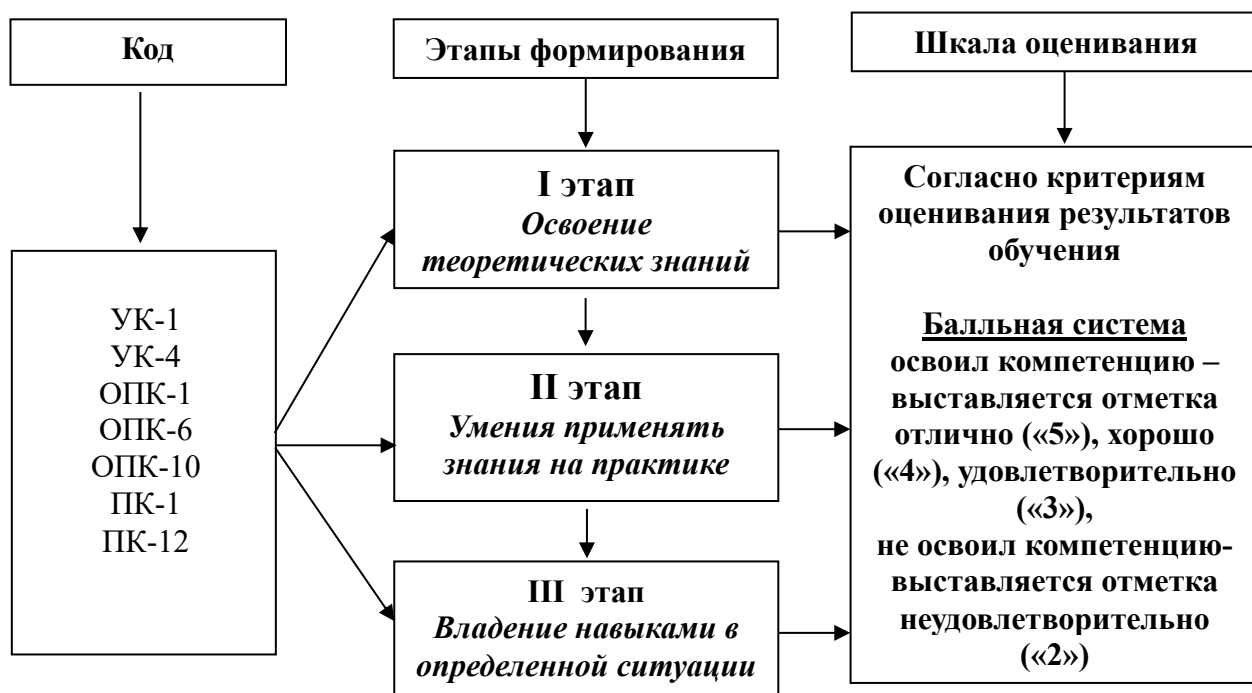 Код
УК-1
УК-4
ОПК-1
ОПК-6
ОПК-10
ПК-1
ПК-12
Этапы формирования
I этап
Освоение
теоретических знаний
II этап
Умения применять
знания на практике
III этап
Владение навыками в
определенной ситуации
Шкала оценивания
Согласно критериям
оценивания результатов
обучения
Балльная система
освоил компетенцию –
выставляется отметка
отлично («5»), хорошо
(«4»), удовлетворительно
(«3»),
не освоил компетенцию-
выставляется отметка
неудовлетворительно
(«2»)